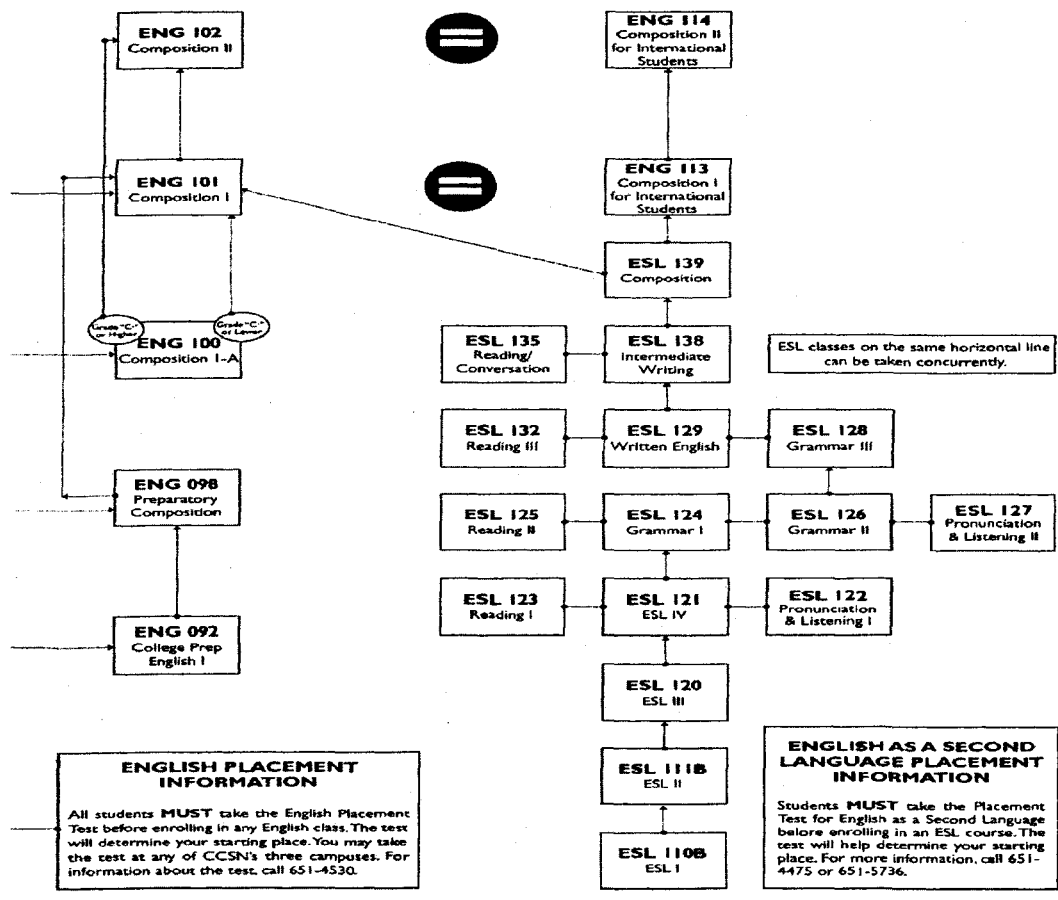 ENG 102
Composition II
=
ENG 114
Composition II
for International
Students
ENG 101
Composition I
=
ENG 113
Composition I
for International
Students
ESL 139
Composition
Grade "C-"
or Higher
Grade "C-"
or Lower
ENG 100
Composition I-A
ESL 135
Reading/
Conversation
ESL 138
Intermediate
Writing
ESL classes on the same horizontal line
can be taken concurrently.
ESL 132
Reading III
ESL 129
Written English
ESL 128
Grammar III
ENG 098
Preparatory
Composition
ESL 125
Reading II
ESL 124
Grammar I
ESL 126
Grammar II
ESL 127
Pronunciation
& Listening II
ESL 123
Reading I
ESL 121
ESL IV
ESL 122
Pronunciation
& Listening I
ENG 092
College Prep
English I
ESL 120
ESL III
ESL 111B
ESL II
ESL 110B
ESL I
ENGLISH PLACEMENT
INFORMATION
All students MUST take the English Placement
Test before enrolling in any English class. The test
will determine your starting place. You may take
the test at any of CCSN's three campuses. For
information about the test, call 651-4530.
ENGLISH AS A SECOND
LANGUAGE PLACEMENT
INFORMATION
Students MUST take the Placement
Test for English as a Second Language
before enrolling in an ESL course. The
test will help determine your starting
place. For more information, call 651-
4475 or 651-5736.